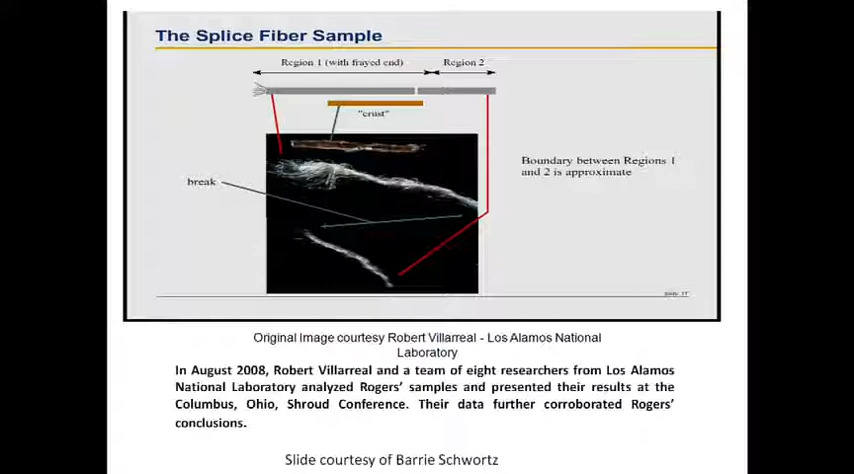 The Splice Fiber Sample
Region 1 (with frayed end)
Region 2
"crust"
break
Boundary between Regions 1
and 2 is approximate
Original Image courtesy Robert Villarreal - Los Alamos National
Laboratory
In August 2008, Robert Villarreal and a team of eight researchers from Los Alamos
National Laboratory analyzed Rogers' samples and presented their results at the
Columbus, Ohio, Shroud Conference. Their data further corroborated Rogers'
conclusions.
Slide courtesy of Barrie Schwortz